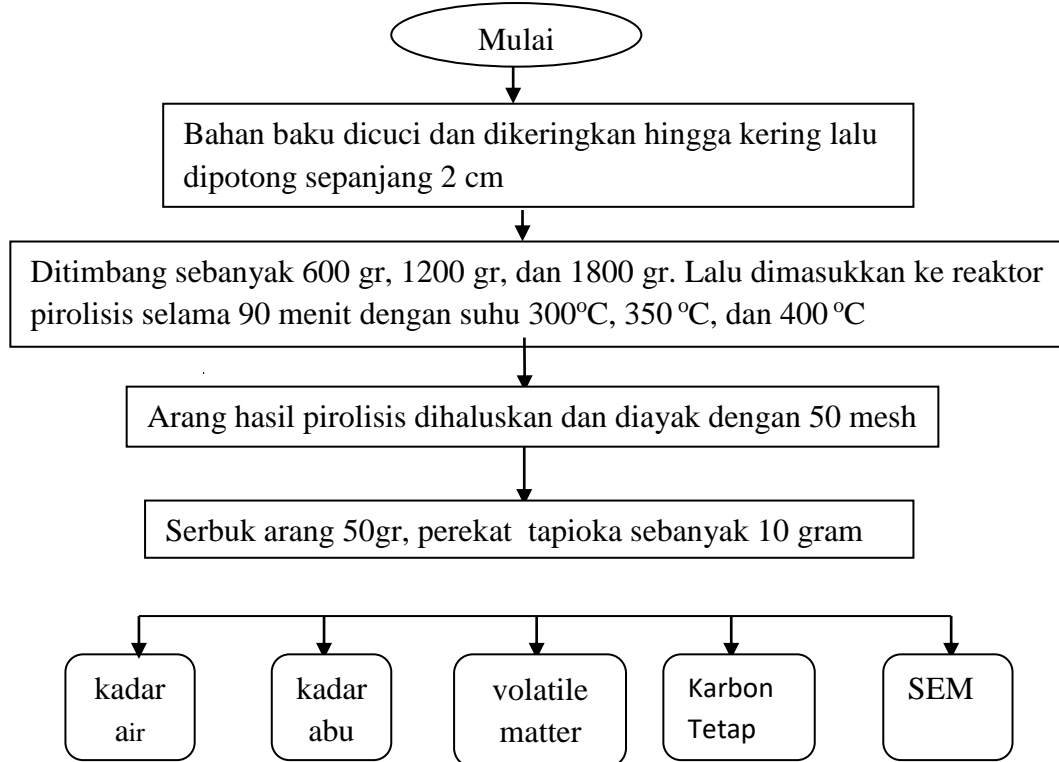 Mulai
Bahan baku dicuci dan dikeringkan hingga kering lalu
dipotong sepanjang 2 cm
Ditimbang sebanyak 600 gr, 1200 gr, dan 1800 gr. Lalu dimasukkan ke reaktor
pirolisis selama 90 menit dengan suhu 300°C, 350 °C, dan 400 °C
Arang hasil pirolisis dihaluskan dan diayak dengan 50 mesh
Serbuk arang 50gr, perekat  tapioka sebanyak 10 gram
kadar
air
kadar
abu
volatile
matter
Karbon
Tetap
SEM